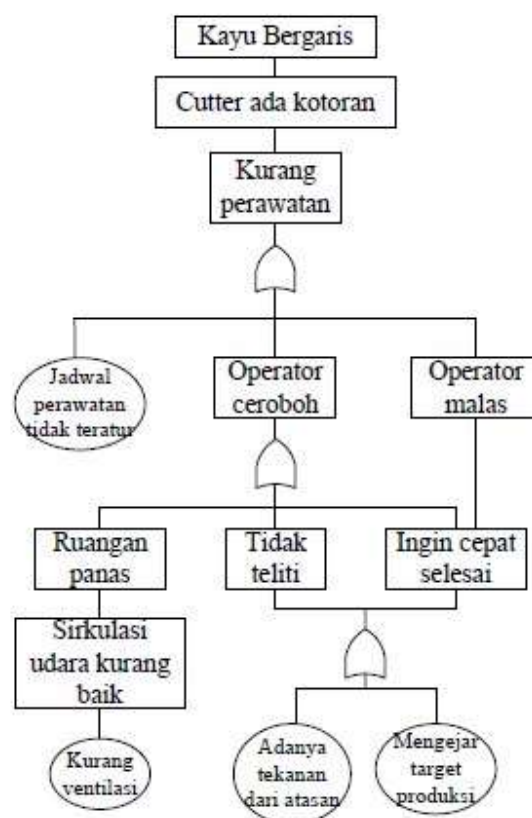 Kayu Bergaris
Cutter ada kotoran
Kurang
perawatan
Jadwal
perawatan
tidak teratur
Operator
ceroboh
Operator
malas
Ruangan
panas
Tidak
teliti
Ingin cepat
selesai
Sirkulasi
udara kurang
baik
Kurang
ventilasi
Adanya
tekanan
dari atasan
Mengejar
target
produksi